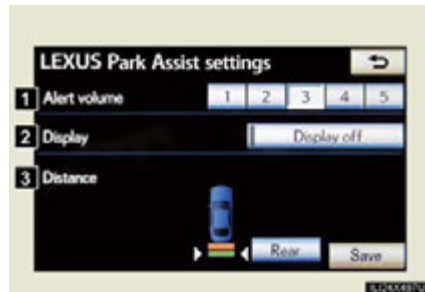 LEXUS Park Assist settings
1 Alert volume 1 2 3 4 5
2 Display Display off
3 Distance
Rear Save